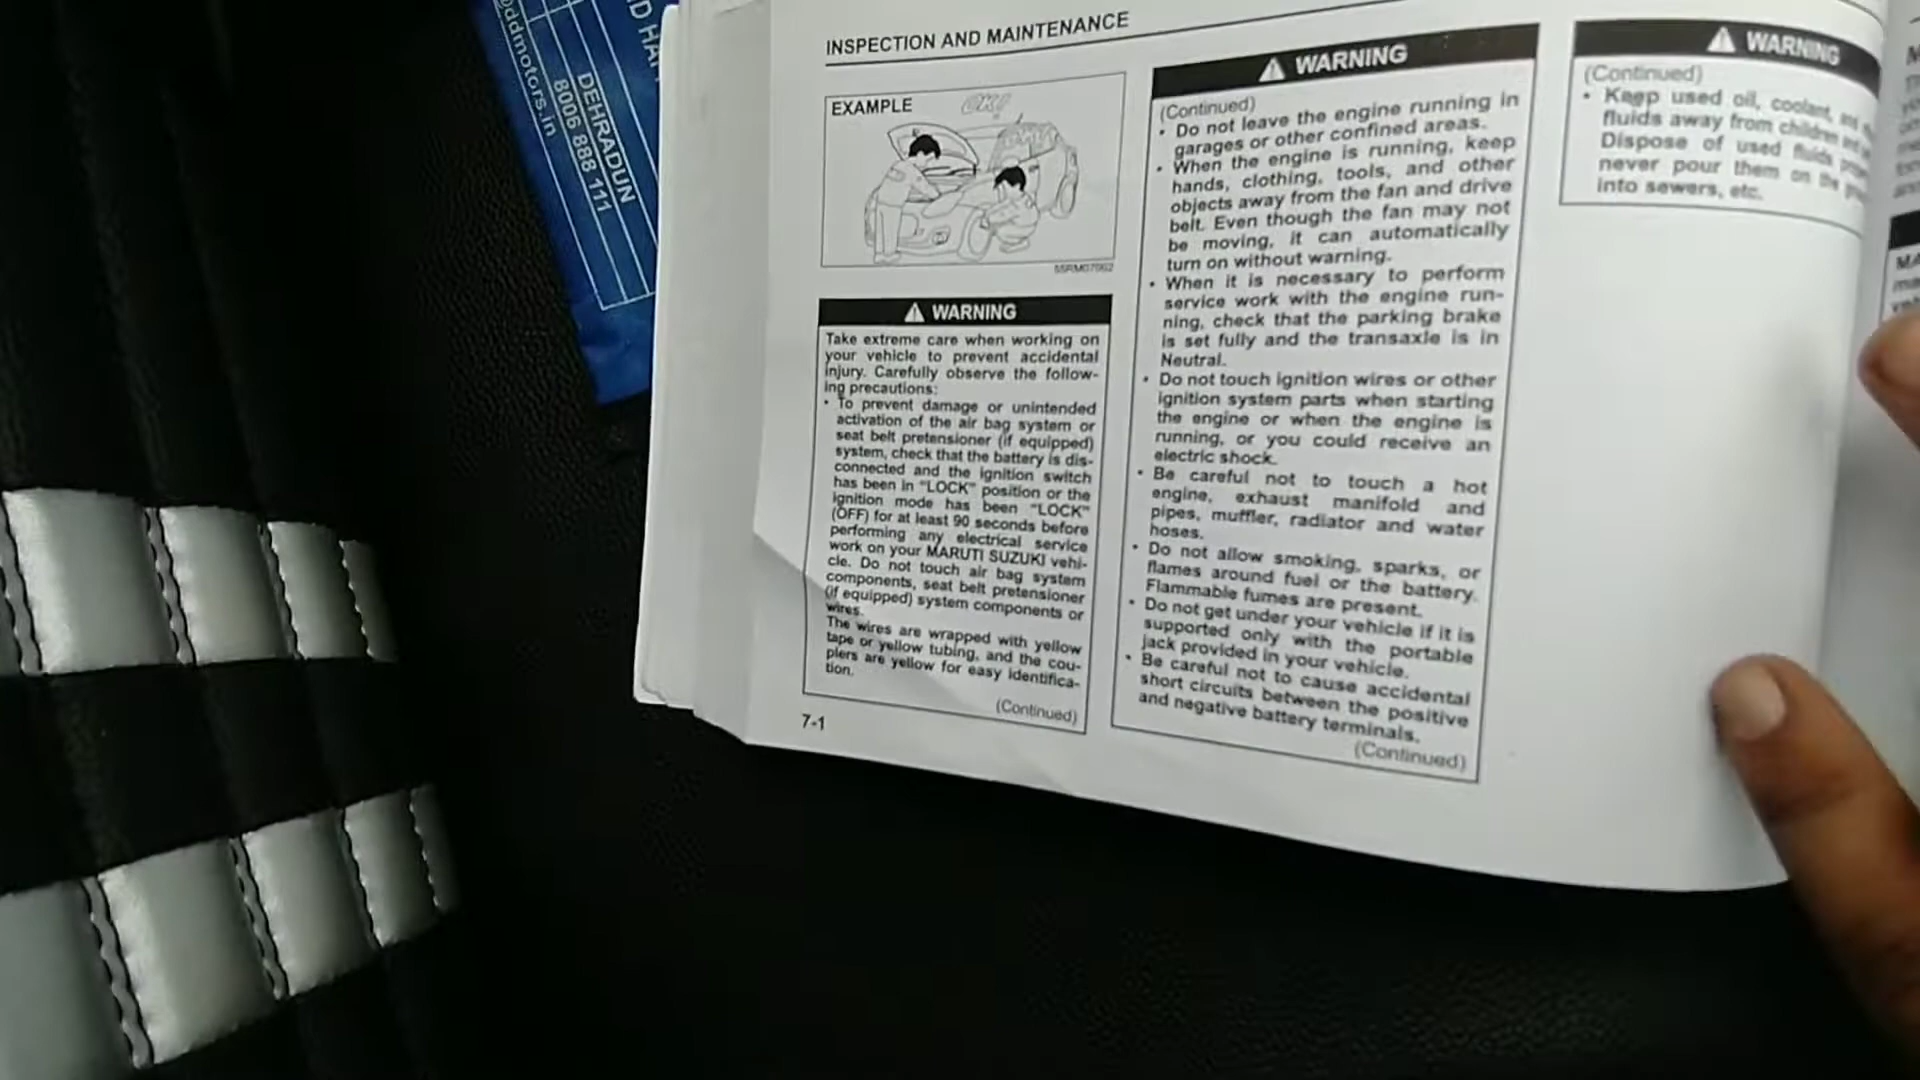 @ddmotors.in
8006 888 111
DEHRADUN
INSPECTION AND MAINTENANCE
EXAMPLE
OK!
WARNING
Take extreme care when working on
your vehicle to prevent accidental
injury. Carefully observe the follow-
ing precautions:
• To prevent damage or unintended
activation of the air bag system or
seat belt pretensioner (if equipped)
system, check that the battery is dis-
connected and the ignition switch
has been in "LOCK" position or the
ignition mode has been "LOCK"
(OFF) for at least 90 seconds before
performing any electrical service
work on your MARUTI SUZUKI vehi-
cle. Do not touch air bag system
components, seat belt pretensioner
(if equipped) system components or
wires.
The wires are wrapped with yellow
tape or yellow tubing, and the cou-
plers are yellow for easy identifica-
tion.
(Continued)
7-1
WARNING
(Continued)
• Do not leave the engine running in
garages or other confined areas.
• When the engine is running, keep
hands, clothing, tools, and other
objects away from the fan and drive
belt. Even though the fan may not
be moving, it can automatically
turn on without warning.
• When it is necessary to perform
service work with the engine run-
ning, check that the parking brake
is set fully and the transaxle is in
Neutral.
• Do not touch ignition wires or other
ignition system parts when starting
the engine or when the engine is
running, or you could receive an
electric shock.
• Be careful not to touch a hot
engine, exhaust manifold and
pipes, muffler, radiator and water
hoses.
• Do not allow smoking, sparks, or
flames around fuel or the battery.
Flammable fumes are present.
• Do not get under your vehicle if it is
supported only with the portable
jack provided in your vehicle.
• Be careful not to cause accidental
short circuits between the positive
and negative battery terminals.
(Continued)
WARNING
(Continued)
• Keep used oil, coolant, and
fluids away from children and
Dispose of used fluids
never pour them on the
into sewers, etc.